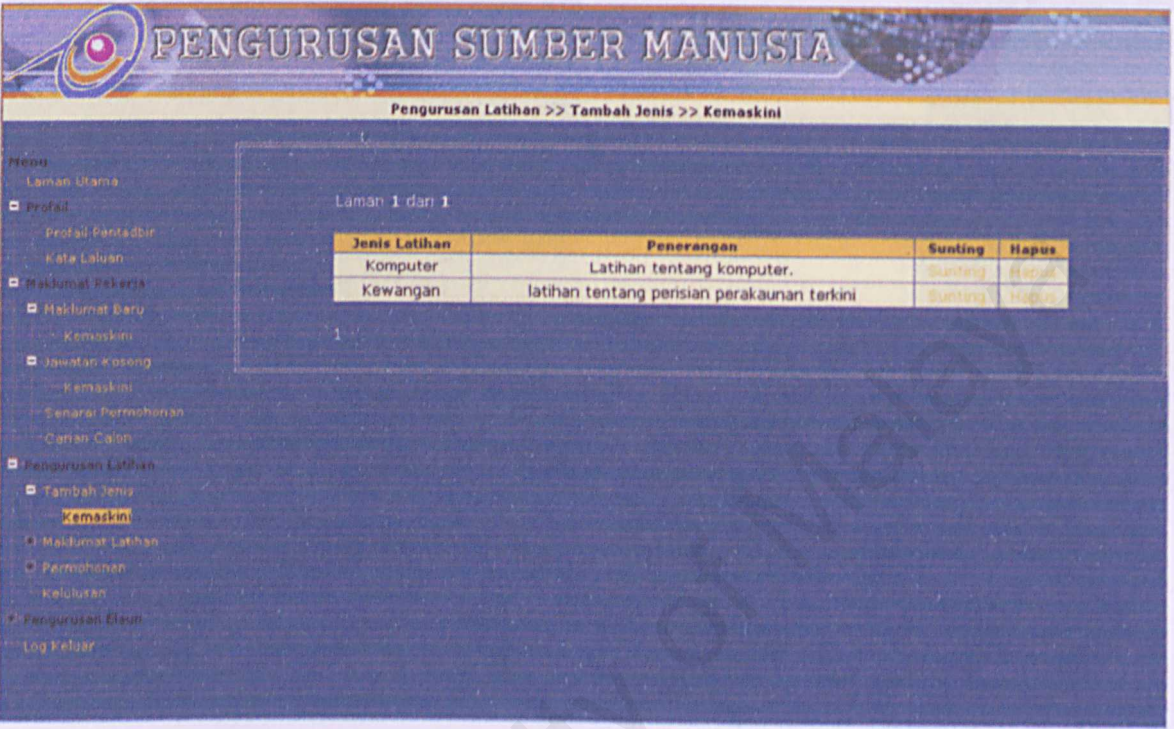 PENGURUSAN SUMBER MANUSIA
Pengurusan Latihan >> Tambah Jenis >> Kemaskini
Menu
Laman Utama
Profail
Profail Pentadbir
Kata Laluan
Maklumat Pekerja
Maklumat Baru
Kemaskini
Jawatan Kosong
Kemaskini
Senarai Permohonan
Carian Calon
Pengurusan Latihan
Tambah Jenis
Kemaskini
Maklumat Latihan
Permohonan
Kelulusan
Pengurusan Elaun
Log Keluar
Laman 1 dari 1
Jenis Latihan Penerangan Sunting Hapus
Komputer Latihan tentang komputer. Sunting Hapus
Kewangan latihan tentang perisian perakaunan terkini Sunting Hapus
1
of Malaya